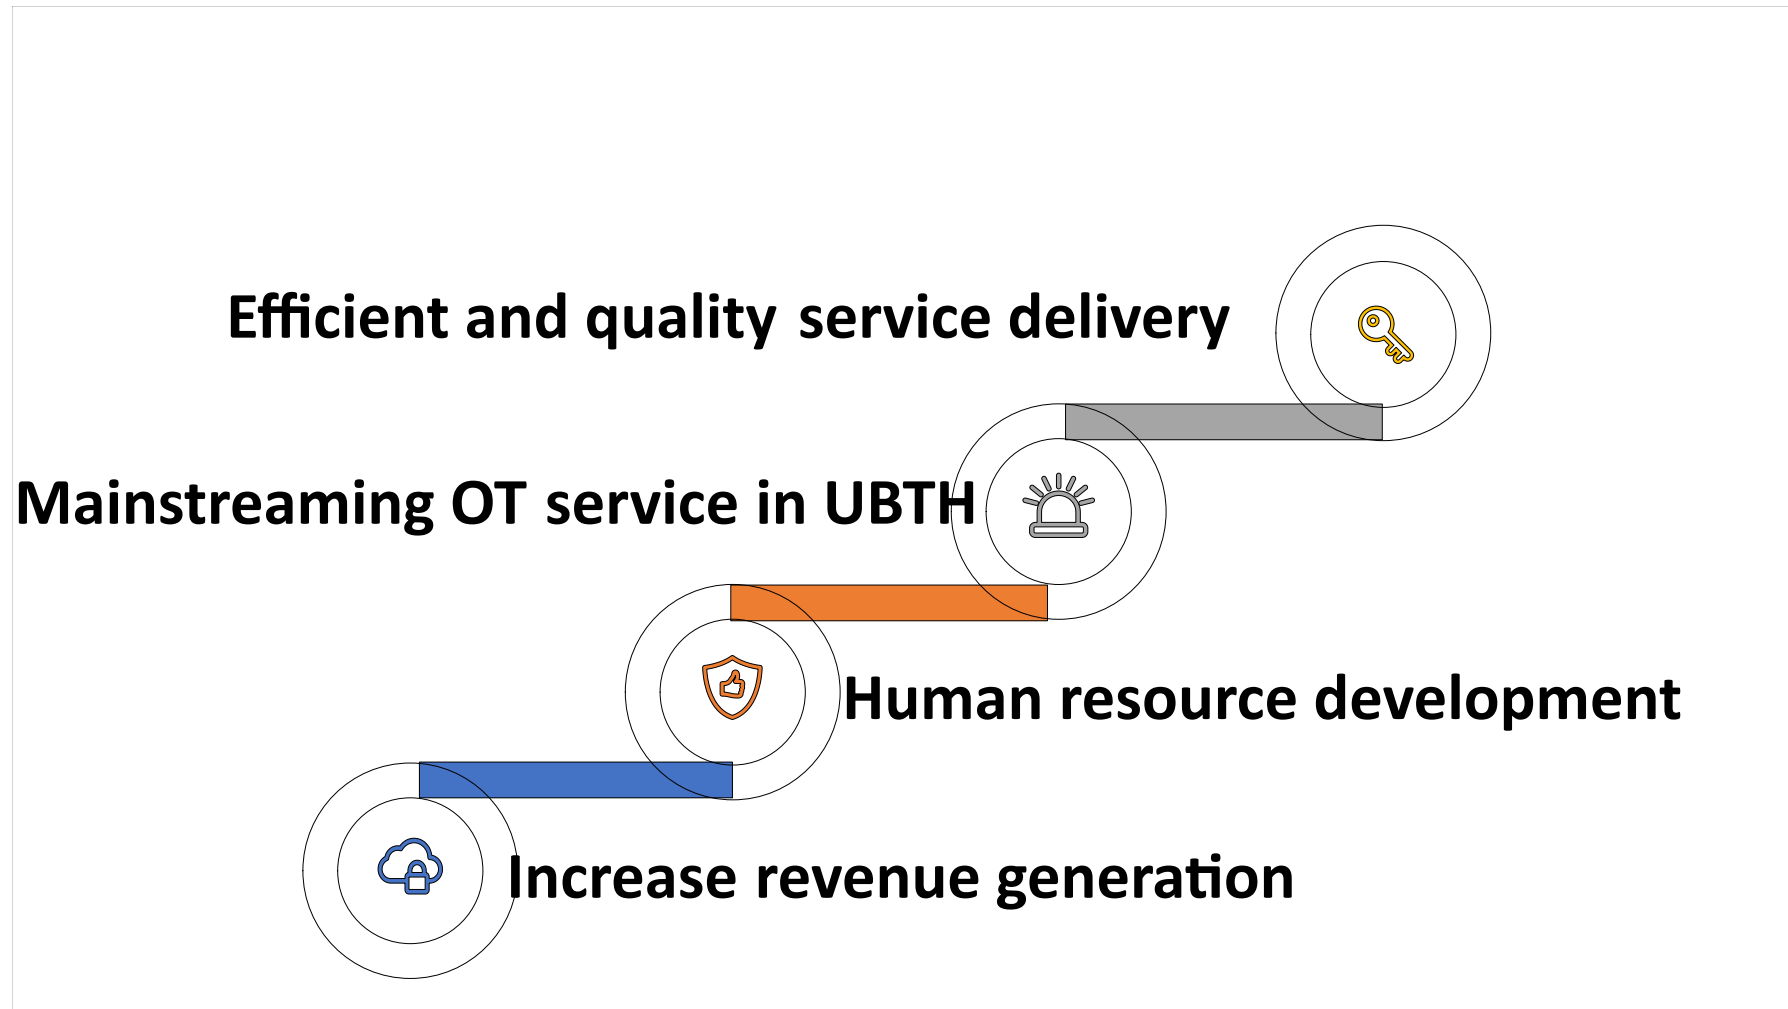 Efficient and quality service delivery
Mainstreaming OT service in UBTH
Human resource development
Increase revenue generation